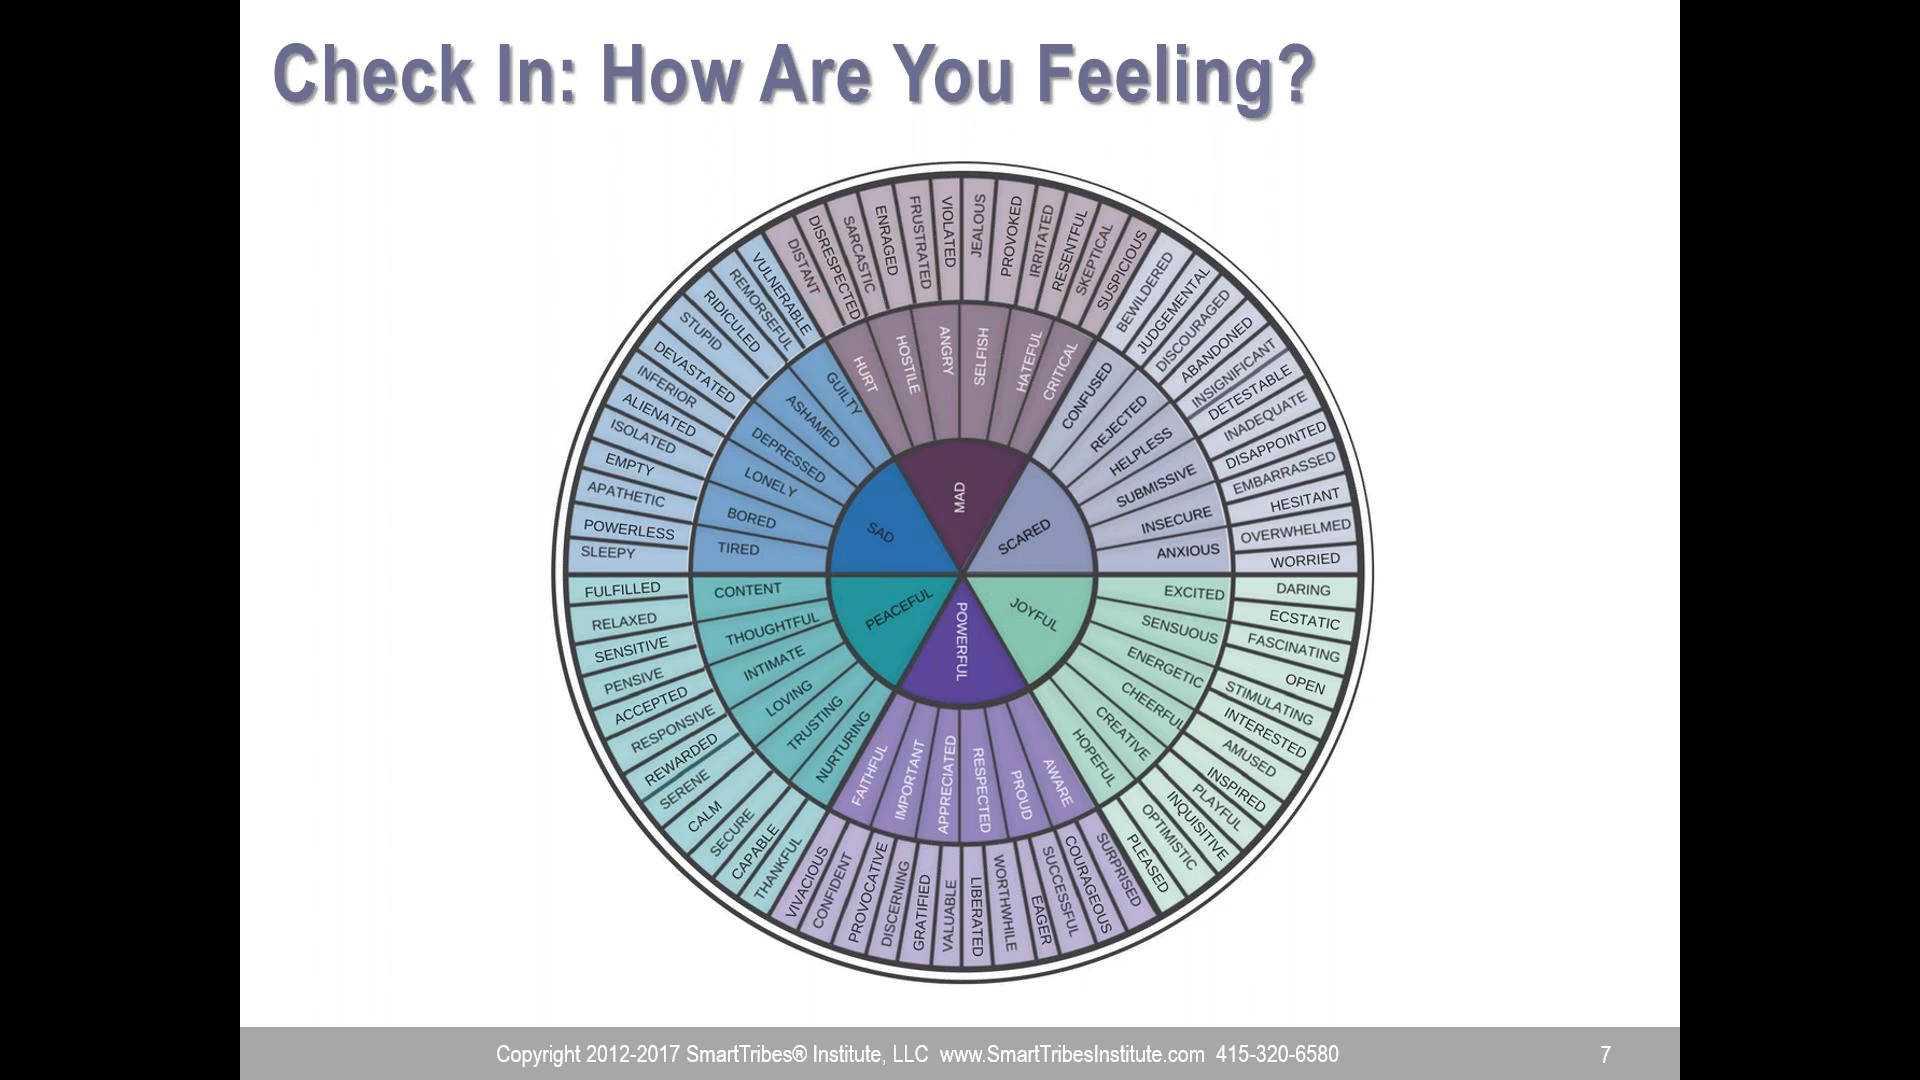 Check In: How Are You Feeling?
MAD
SCARED
JOYFUL
POWERFUL
PEACEFUL
SAD
HURT
HOSTILE
ANGRY
SELFISH
HATEFUL
CRITICAL
CONFUSED
REJECTED
HELPLESS
SUBMISSIVE
INSECURE
ANXIOUS
EXCITED
SENSUOUS
ENERGETIC
CHEERFUL
CREATIVE
HOPEFUL
AWARE
PROUD
RESPECTED
APPRECIATED
IMPORTANT
FAITHFUL
NURTURING
TRUSTING
LOVING
INTIMATE
THOUGHTFUL
CONTENT
TIRED
BORED
LONELY
DEPRESSED
ASHAMED
GUILTY
DISTANT
DISRESPECTED
SARCASTIC
ENRAGED
FRUSTRATED
VIOLATED
JEALOUS
PROVOKED
IRRITATED
RESENTFUL
SKEPTICAL
SUSPICIOUS
BEWILDERED
JUDGEMENTAL
DISCOURAGED
ABANDONED
INSIGNIFICANT
DETESTABLE
INADEQUATE
DISAPPOINTED
EMBARRASSED
HESITANT
OVERWHELMED
WORRIED
DARING
ECSTATIC
FASCINATING
OPEN
STIMULATING
INTERESTED
AMUSED
INSPIRED
PLAYFUL
INQUISITIVE
OPTIMISTIC
PLEASED
SURPRISED
COURAGEOUS
SUCCESSFUL
EAGER
WORTHWHILE
LIBERATED
VALUABLE
GRATIFIED
DISCERNING
PROVOCATIVE
CONFIDENT
VIVACIOUS
THANKFUL
CAPABLE
SECURE
CALM
SERENE
REWARDED
RESPONSIVE
ACCEPTED
PENSIVE
SENSITIVE
RELAXED
FULFILLED
SLEEPY
POWERLESS
APATHETIC
EMPTY
ISOLATED
ALIENATED
INFERIOR
DEVASTATED
STUPID
RIDICULED
REMORSEFUL
VULNERABLE
Copyright 2012-2017 SmartTribes® Institute, LLC www.SmartTribesInstitute.com 415-320-6580
7